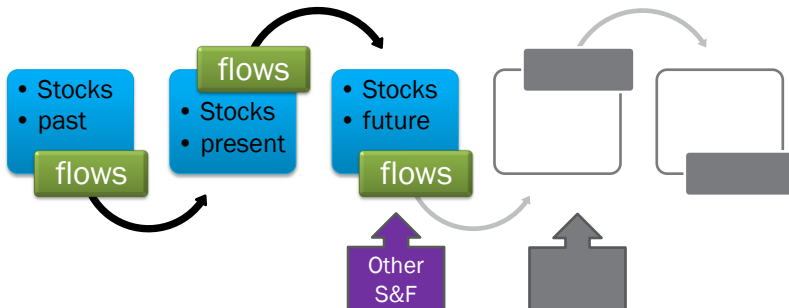 • Stocks
• past
flows
flows
• Stocks
• present
• Stocks
• future
flows
Other
S&F